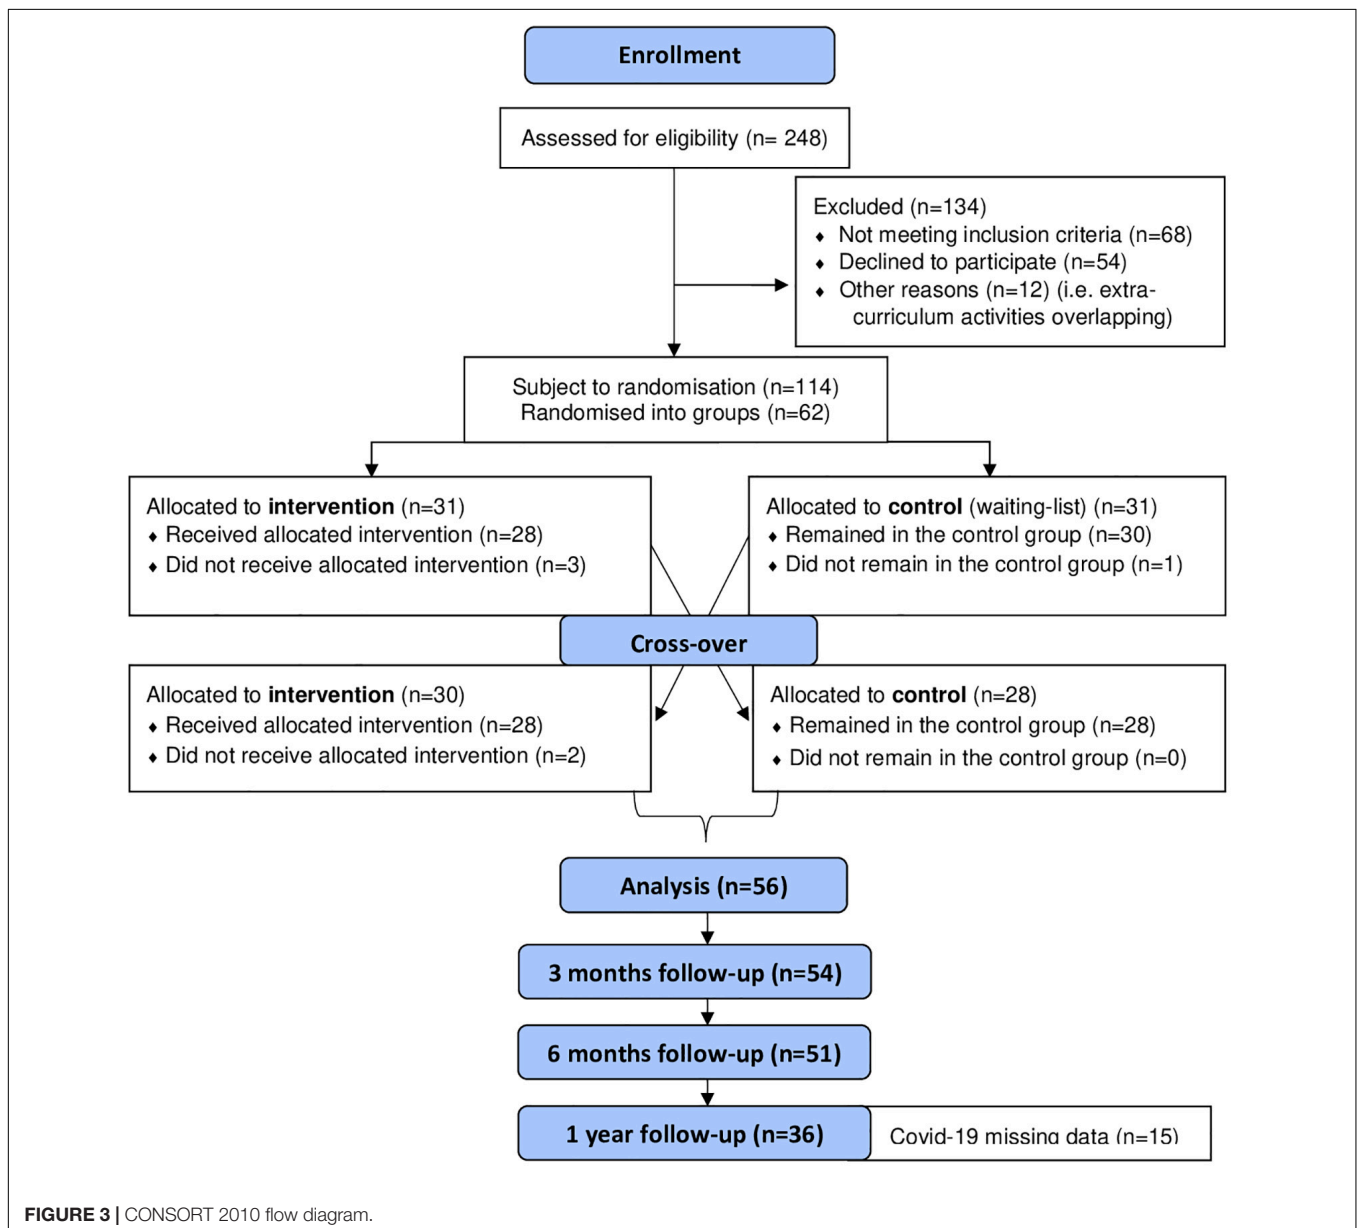 Enrollment
Assessed for eligibility (n= 248)
Excluded (n=134)
♦ Not meeting inclusion criteria (n=68)
♦ Declined to participate (n=54)
♦ Other reasons (n=12) (i.e. extra-
curriculum activities overlapping)
Subject to randomisation (n=114)
Randomised into groups (n=62)
Allocated to intervention (n=31)
♦ Received allocated intervention (n=28)
♦ Did not receive allocated intervention (n=3)
Allocated to control (waiting-list) (n=31)
♦ Remained in the control group (n=30)
♦ Did not remain in the control group (n=1)
Cross-over
Allocated to intervention (n=30)
♦ Received allocated intervention (n=28)
♦ Did not receive allocated intervention (n=2)
Allocated to control (n=28)
♦ Remained in the control group (n=28)
♦ Did not remain in the control group (n=0)
Analysis (n=56)
3 months follow-up (n=54)
6 months follow-up (n=51)
1 year follow-up (n=36)
Covid-19 missing data (n=15)
FIGURE 3 | CONSORT 2010 flow diagram.